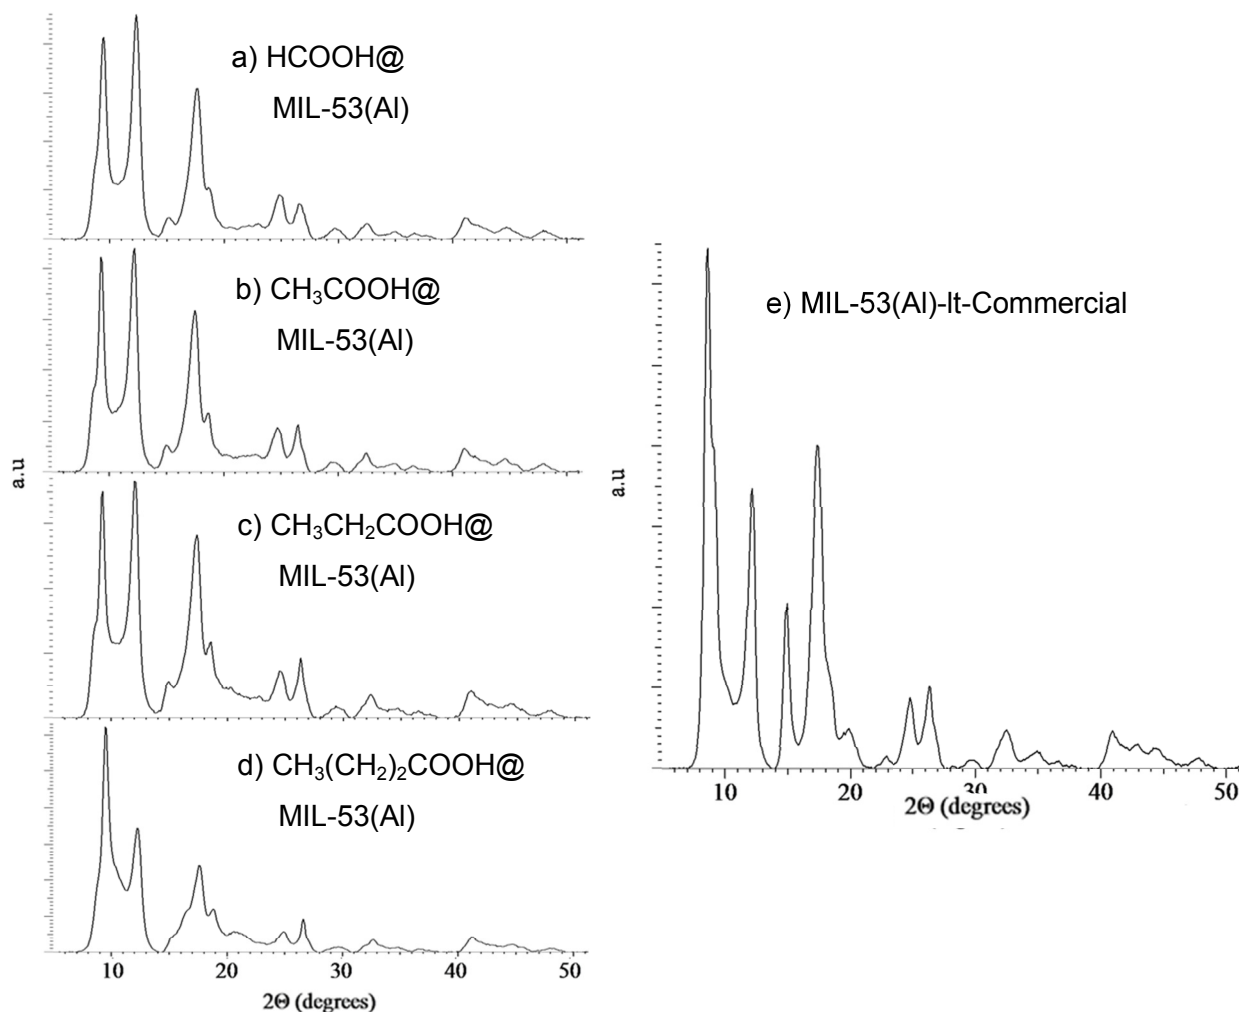 a) HCOOH@
MIL-53(Al)
b) CH₃COOH@
MIL-53(Al)
a.u
c) CH₃CH₂COOH@
MIL-53(Al)
d) CH₃(CH₂)₂COOH@
MIL-53(Al)
10 20 30 40 50
2Θ (degrees)
e) MIL-53(Al)-lt-Commercial
a.u
10 20 30 40 50
2Θ (degrees)